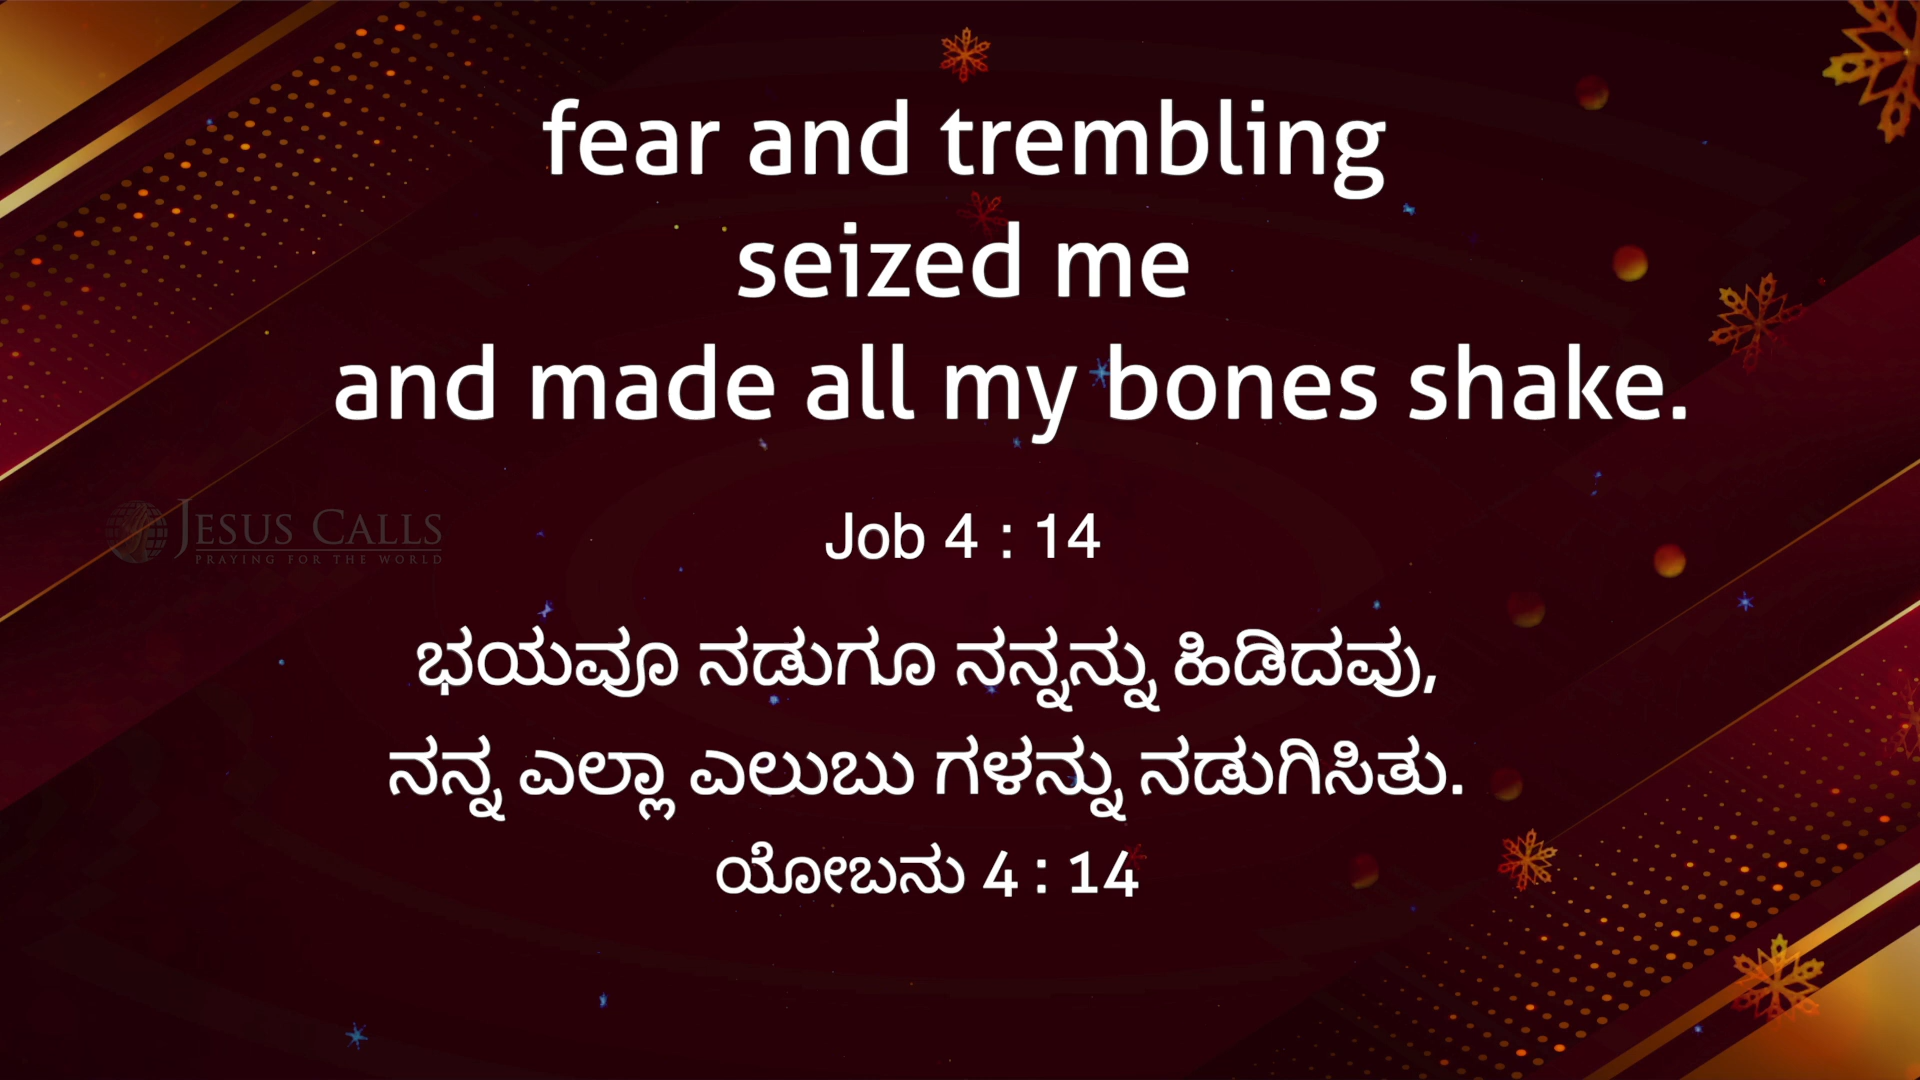 fear and trembling
seized me
and made all my bones shake.
Job 4 : 14
JESUS CALLS
PRAYING FOR THE WORLD
ಭಯವೂ ನಡುಗೂ ನನ್ನನ್ನು ಹಿಡಿದವು,
ನನ್ನ ಎಲ್ಲಾ ಎಲುಬು ಗಳನ್ನು ನಡುಗಿಸಿತು.
ಯೋಬನು 4 : 14